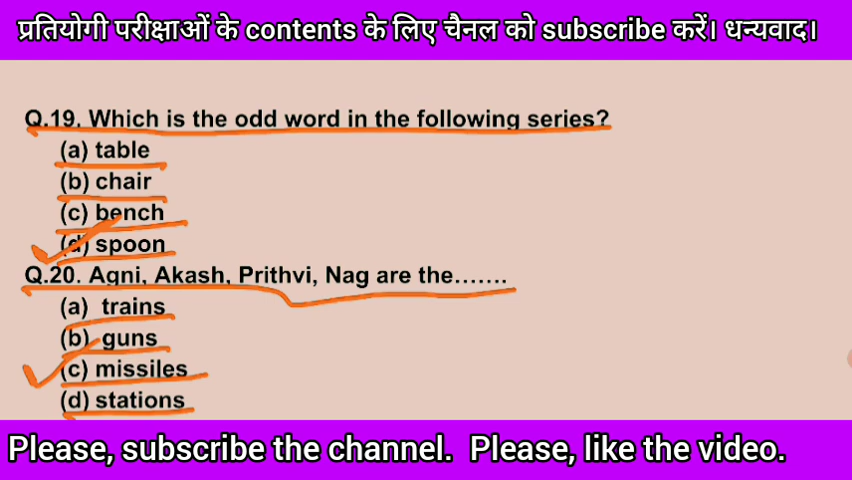 प्रतियोगी परीक्षाओं के contents के लिए चैनल को subscribe करें। धन्यवाद।
Q.19. Which is the odd word in the following series?
(a) table
(b) chair
(c) bench
(d) spoon
Q.20. Agni, Akash, Prithvi, Nag are the.......
(a) trains
(b) guns
(c) missiles
(d) stations
Please, subscribe the channel. Please, like the video.